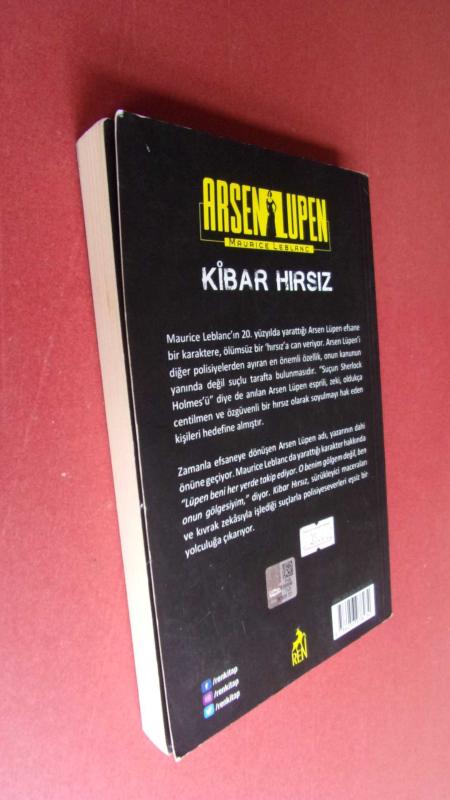 ARSEN LUPEN
MAURICE LEBLANC
KİBAR HIRSIZ
Maurice Leblanc'ın 20. yüzyılda yarattığı Arsen Lüpen efsane
bir karaktere, ölümsüz bir 'hırsız'a can veriyor. Arsen Lüpen'i
diğer polisiyelerden ayıran en önemli özellik, onun kanunun
yanında değil suçlu tarafta bulunmasıdır. "Suçun Sherlock
Holmes'ü" diye de anılan Arsen Lüpen esprili, zeki, oldukça
centilmen ve özgüvenli bir hırsız olarak soyulmayı hak eden
kişileri hedefine almıştır.
Zamanla efsaneye dönüşen Arsen Lüpen adı, yazarının dahi
önüne geçiyor. Maurice Leblanc da yarattığı karakter hakkında
"Lüpen beni her yerde takip ediyor. O benim gölgem değil, ben
onun gölgesiyim," diyor. Kibar Hırsız, sürükleyici maceraları
ve kıvrak zekâsıyla işlediği suçlarla polisiyeseverleri eşsiz bir
yolculuğa çıkarıyor.
REN
/renkitap
/renkitap
/renkitap